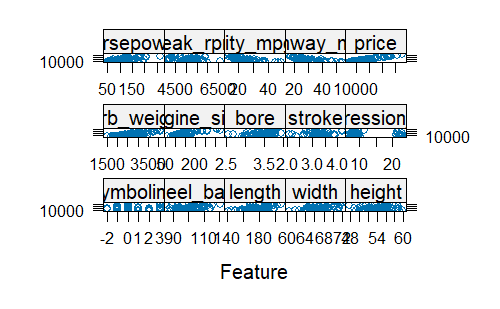 rsepow eak_rp ity_mp nway_m price
10000
50 150 4500 6500 20 40 20 40 10000
rb_weig gine_si bore stroke ression
10000
1500 3500 50 200 2.5 3.5 2.0 3.0 4.0 10 20
ymbolin eel_ba length width height
10000
-2 0 1 2 3 90 110 140 180 60 64 68 72 48 54 60
Feature